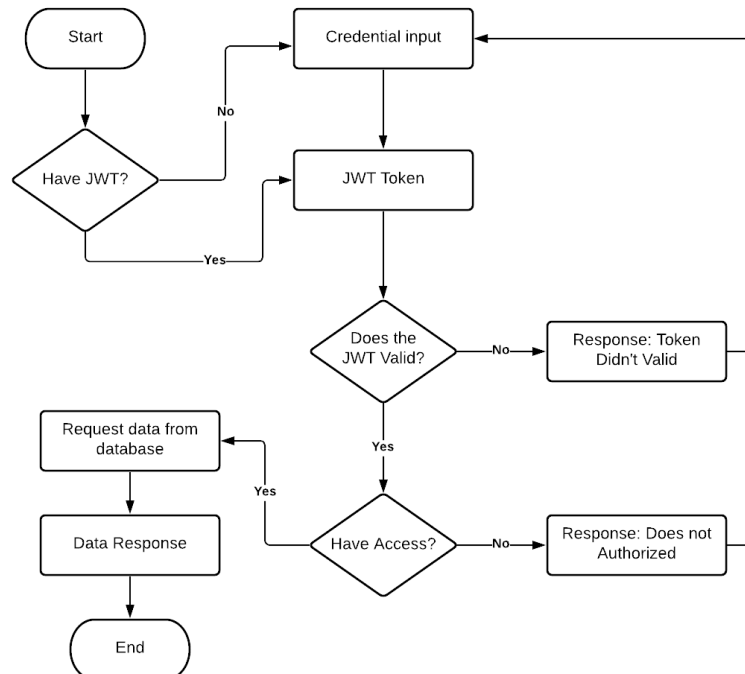 Start
Credential input
No
Have JWT?
JWT Token
Yes
Does the
JWT Valid?
No
Response: Token
Didn't Valid
Request data from
database
Yes
Yes
Have Access?
No
Response: Does not
Authorized
Data Response
End